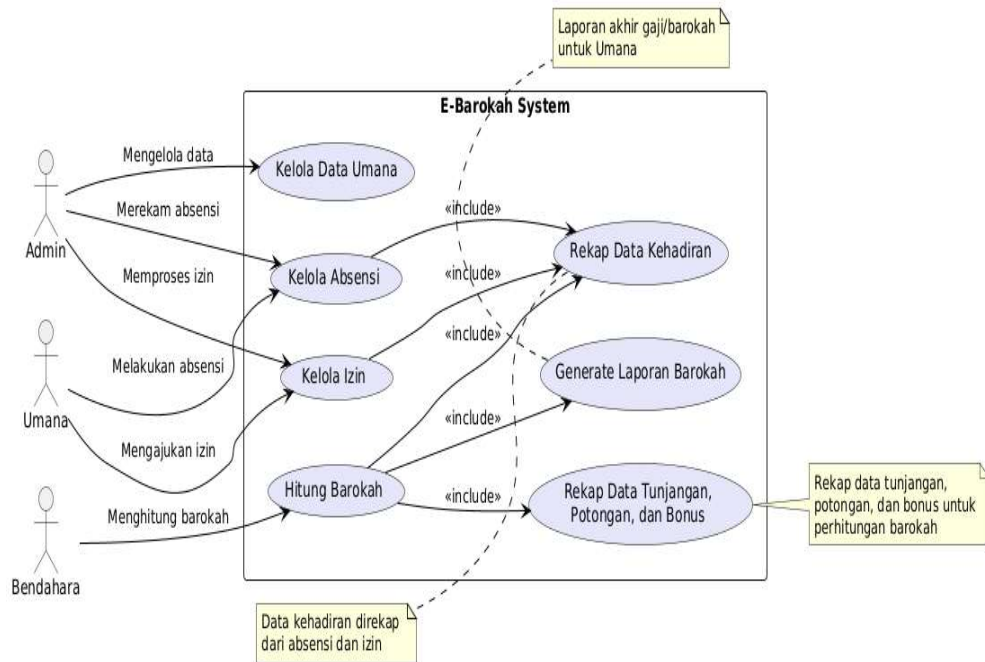 Laporan akhir gaji/barokah
untuk Umana
E-Barokah System
Mengelola data
Kelola Data Umana
Merekam absensi
«include»
Admin
Kelola Absensi
Rekap Data Kehadiran
Memproses izin
«include»
«include»
Melakukan absensi
Kelola Izin
Generate Laporan Barokah
Umana
Mengajukan izin
«include»
Hitung Barokah
«include»
Rekap Data Tunjangan,
Potongan, dan Bonus
Rekap data tunjangan,
potongan, dan bonus untuk
perhitungan barokah
Menghitung barokah
Bendahara
Data kehadiran direkap
dari absensi dan izin